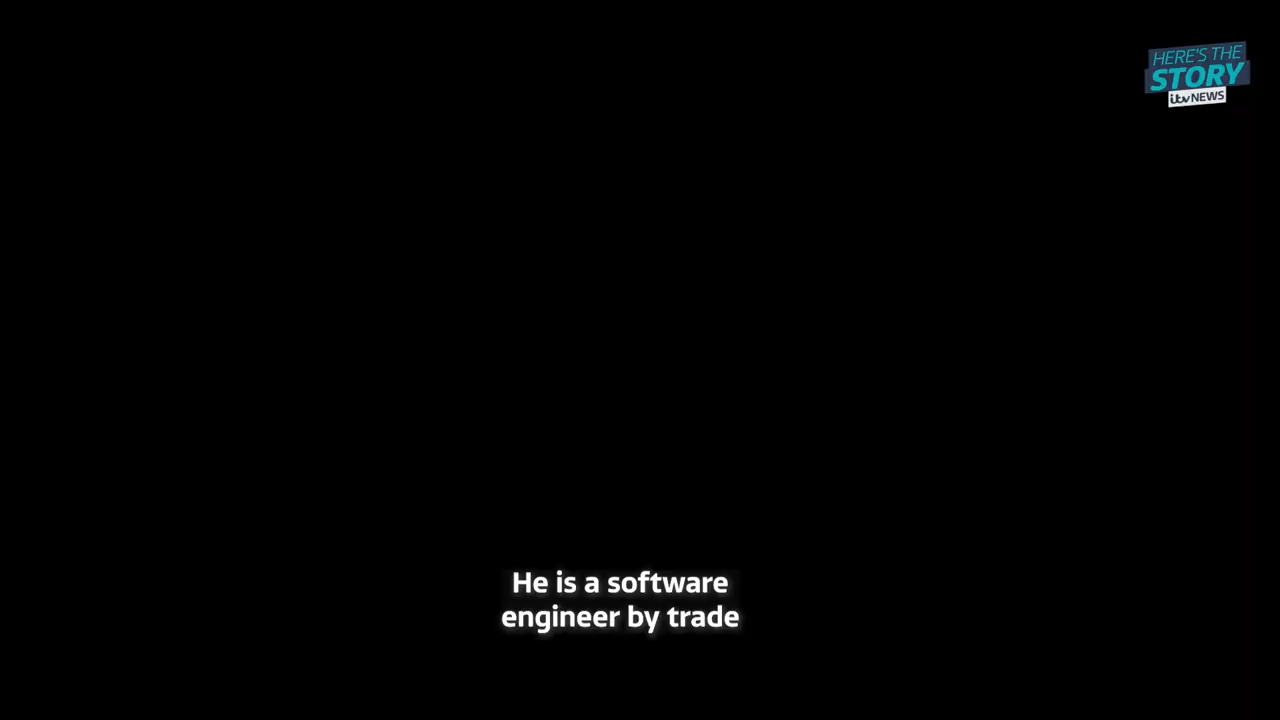 HERE'S THE
STORY
itv NEWS
He is a software
engineer by trade